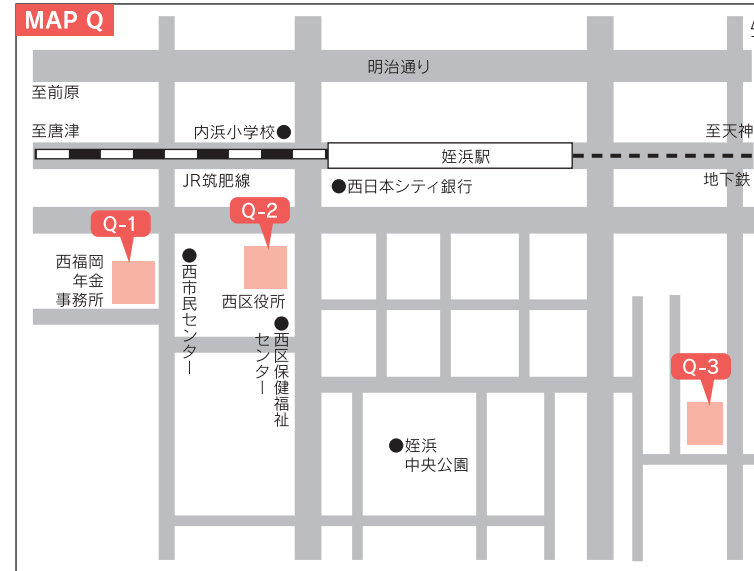 MAP Q
明治通り
至前原
至唐津
内浜小学校
姪浜駅
至天神
JR筑肥線
西日本シティ銀行
地下鉄
Q-1
Q-2
西福岡
年金
事務所
西市民センター
西区役所
西区保健福祉
センター
Q-3
姪浜
中央公園